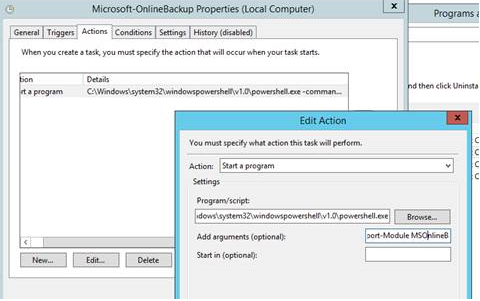 Microsoft-OnlineBackup Properties (Local Computer)
x
Programs a
General Triggers Actions Conditions Settings History (disabled)
When you create a task, you must specify the action that will occur when your task starts.
tion Details
rt a program C:\Windows\system32\windowspowershell\v1.0\powershell.exe -comman...
nd then click Uninsta
Edit Action
x
You must specify what action this task will perform.
Action: Start a program
Settings
Program/script:
dows\system32\windowspowershell\v1.0\powershell.exe Browse...
Add arguments (optional): port-Module MSOnlineB
Start in (optional):
New... Edit... Delete